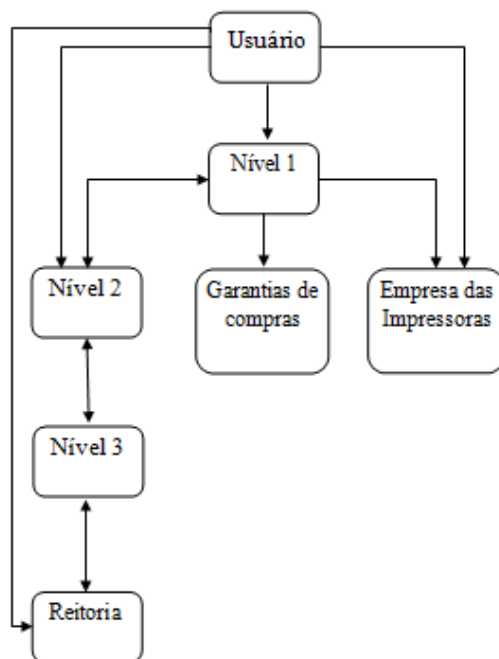 Usuário
Nível 1
Nível 2
Garantias de
compras
Empresa das
Impressoras
Nível 3
Reitoria